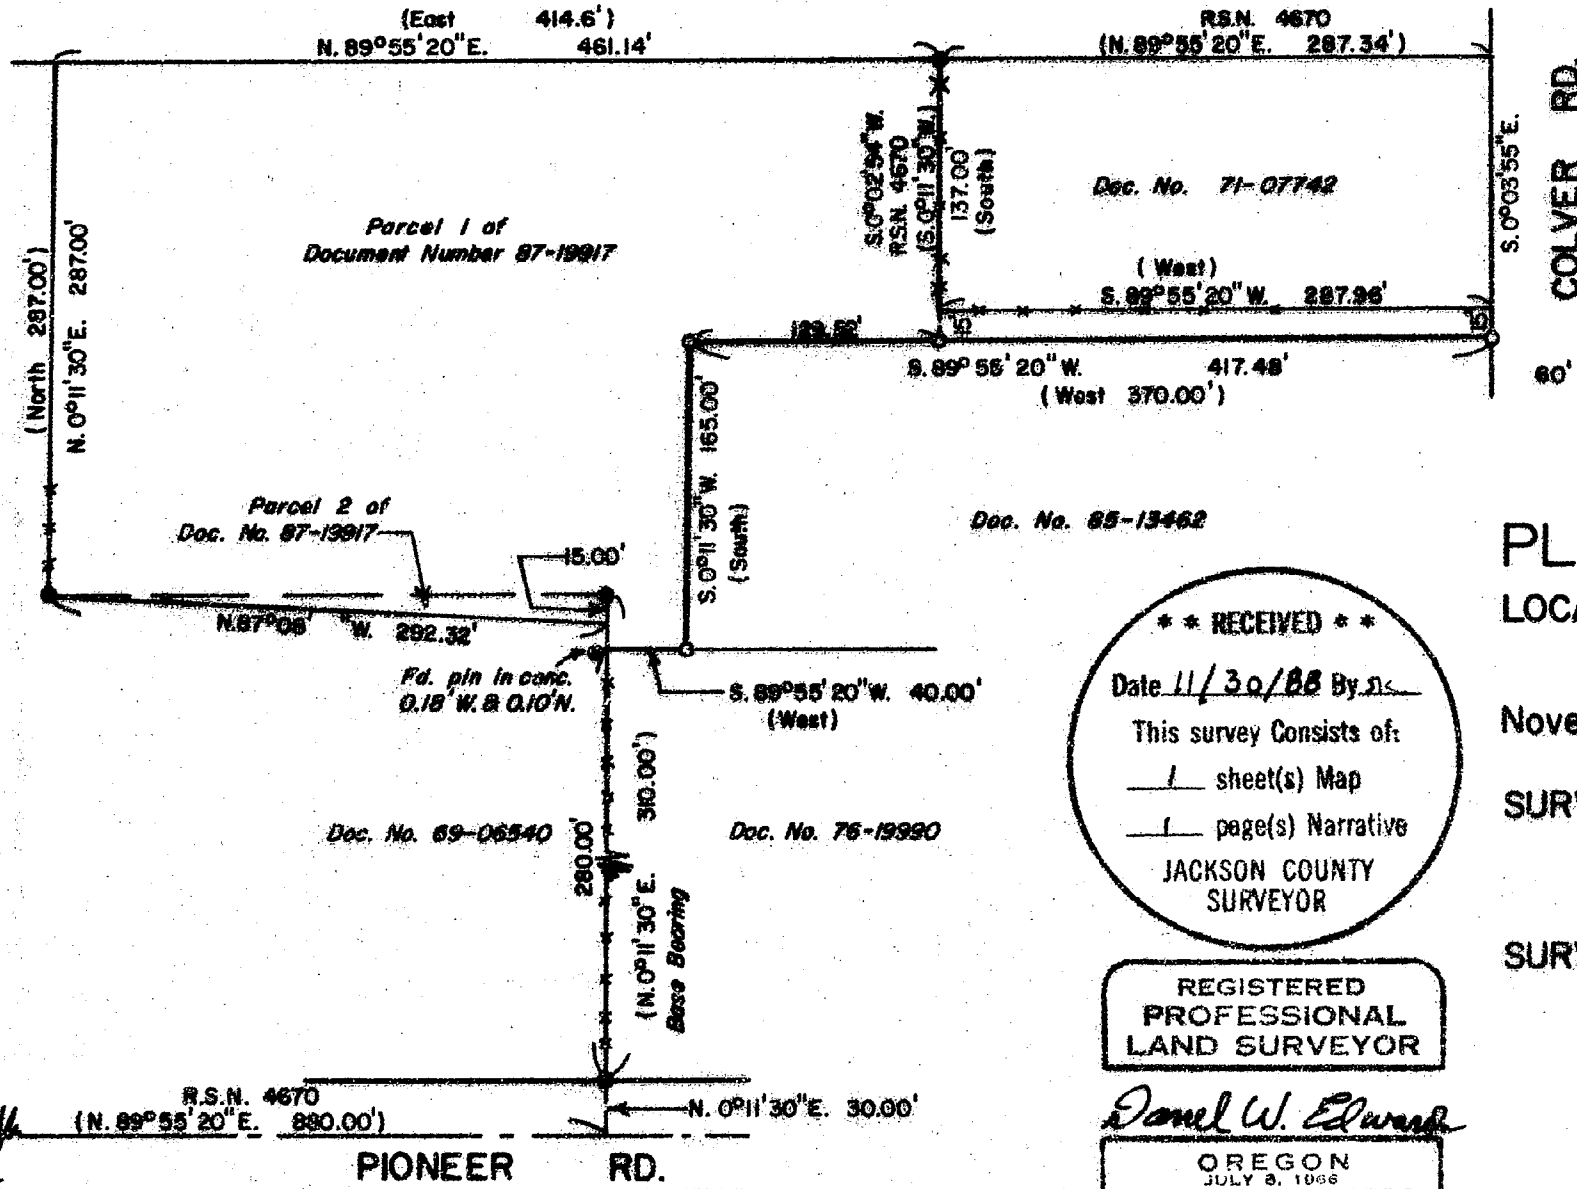 (East 414.6')
N. 89°55'20"E. 461.14'
R.S.N. 4670
(N. 89°55'20"E. 287.34')
COLVER RD.
S. 0°02'54"W.
R.S.N. 4670
(S. 0°11'30"W.)
137.00'
(South)
Doc. No. 71-07742
S. 0°03'55"E.
Parcel 1 of
Document Number 87-19917
(North 287.00')
N. 0°11'30"E. 287.00'
(West)
S. 89°55'20"W. 287.96'
15'
15'
S. 89°55'20"W. 417.48'
(West 370.00')
60'
S. 0°11'30"W. 165.00'
(South)
Parcel 2 of
Doc. No. 87-19917
15.00'
Doc. No. 85-13462
N. 87°06' "W. 292.32'
Fd. pin in conc.
0.18' W. & 0.10' N.
S. 89°55'20"W. 40.00'
(West)
PL
LOCA
Nove
SUR
SUR
* * RECEIVED * *
Date 11/30/88 By
This survey Consists of:
1 sheet(s) Map
1 page(s) Narrative
JACKSON COUNTY
SURVEYOR
Doc. No. 69-06540
280.00'
(N. 0°11'30"E. 310.00')
Base Bearing
Doc. No. 76-19990
REGISTERED
PROFESSIONAL
LAND SURVEYOR
R.S.N. 4670
(N. 89°55'20"E. 880.00')
N. 0°11'30"E. 30.00'
PIONEER RD.
OREGON
JULY 8, 1966